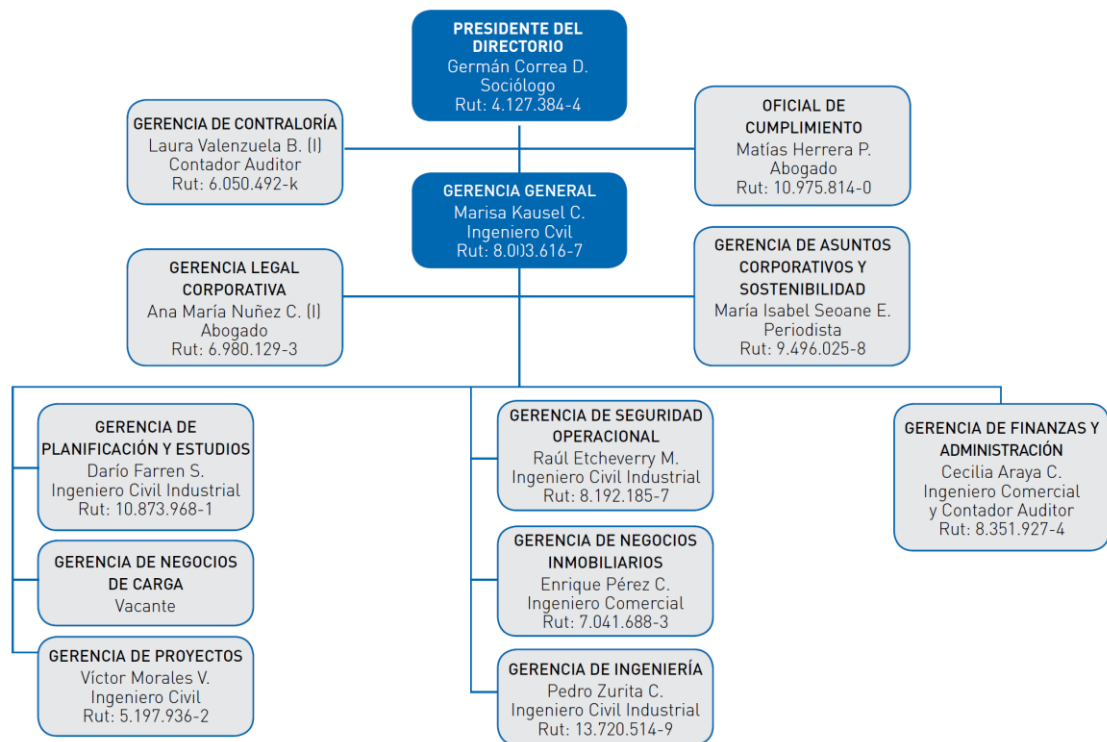 PRESIDENTE DEL
DIRECTORIO
Germán Correa D.
Sociólogo
Rut: 4.127.384-4
GERENCIA DE CONTRALORÍA
Laura Valenzuela B. (I)
Contador Auditor
Rut: 6.050.492-k
OFICIAL DE
CUMPLIMIENTO
Matías Herrera P.
Abogado
Rut: 10.975.814-0
GERENCIA GENERAL
Marisa Kausel C.
Ingeniero Cvil
Rut: 8.003.616-7
GERENCIA LEGAL
CORPORATIVA
Ana María Nuñez C. (I)
Abogado
Rut: 6.980.129-3
GERENCIA DE ASUNTOS
CORPORATIVOS Y
SOSTENIBILIDAD
María Isabel Seoane E.
Periodista
Rut: 9.496.025-8
GERENCIA DE
PLANIFICACIÓN Y ESTUDIOS
Darío Farren S.
Ingeniero Civil Industrial
Rut: 10.873.968-1
GERENCIA DE NEGOCIOS
DE CARGA
Vacante
GERENCIA DE PROYECTOS
Víctor Morales V.
Ingeniero Civil
Rut: 5.197.936-2
GERENCIA DE SEGURIDAD
OPERACIONAL
Raúl Etcheverry M.
Ingeniero Civil Industrial
Rut: 8.192.185-7
GERENCIA DE NEGOCIOS
INMOBILIARIOS
Enrique Pérez C.
Ingeniero Comercial
Rut: 7.041.688-3
GERENCIA DE INGENIERÍA
Pedro Zurita C.
Ingeniero Civil Industrial
Rut: 13.720.514-9
GERENCIA DE FINANZAS Y
ADMINISTRACIÓN
Cecilia Araya C.
Ingeniero Comercial
y Contador Auditor
Rut: 8.351.927-4